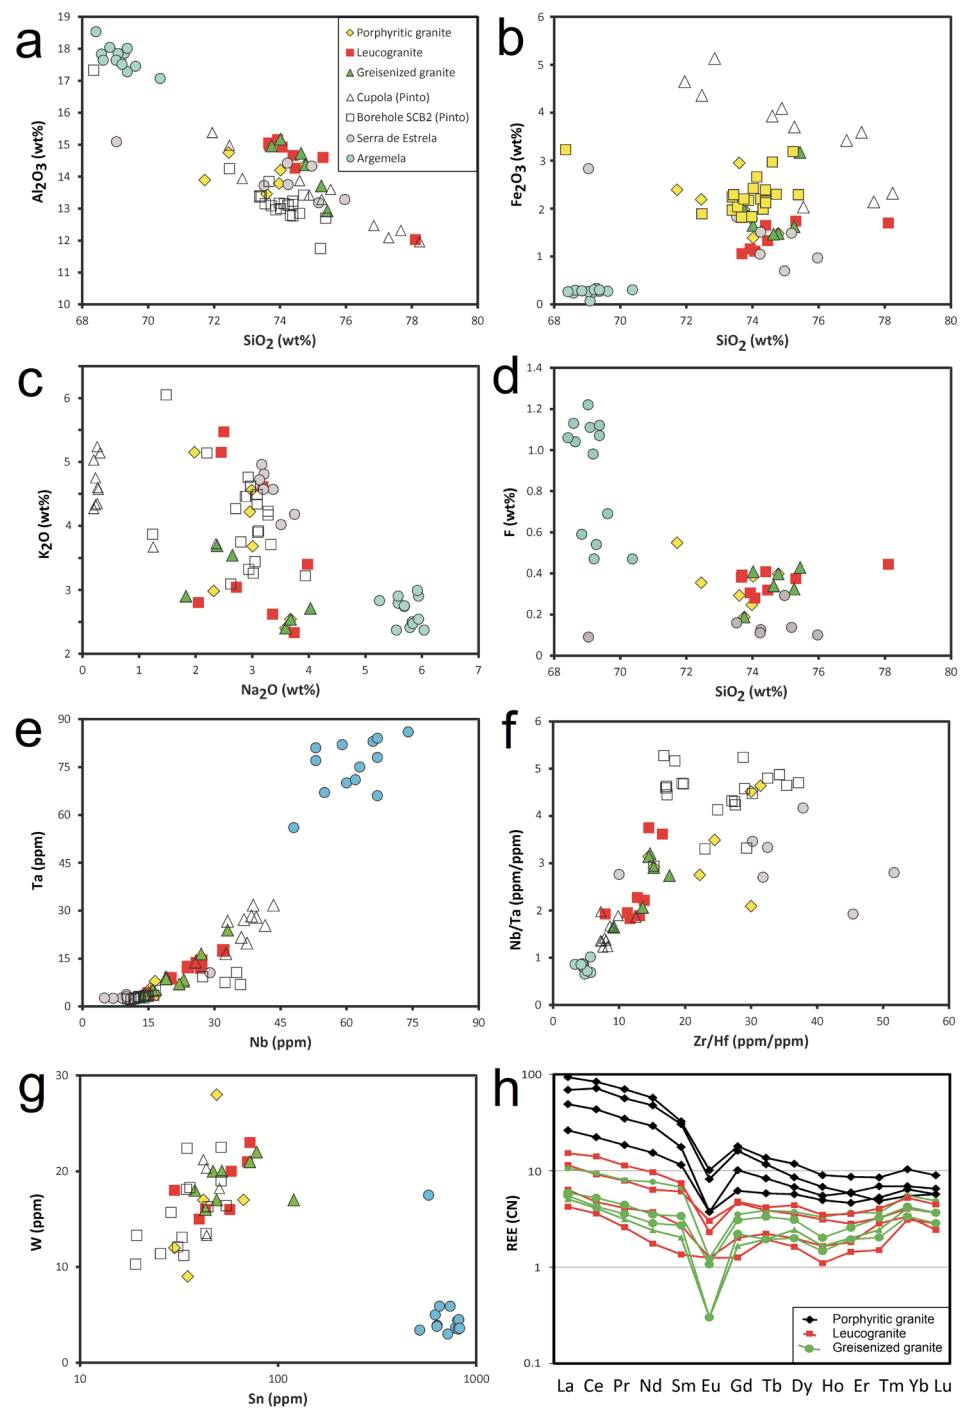 a
19
18
17
16
15
14
13
12
11
10
Al2O3 (wt%)
68 70 72 74 76 78 80
SiO2 (wt%)
Porphyritic granite
Leucogranite
Greisenized granite
Cupola (Pinto)
Borehole SCB2 (Pinto)
Serra de Estrela
Argemela
b
6
5
4
3
2
1
0
Fe2O3 (wt%)
68 70 72 74 76 78 80
SiO2 (wt%)
c
6
5
4
3
2
K2O (wt%)
0 1 2 3 4 5 6 7
Na2O (wt%)
d
1.4
1.2
1.0
0.8
0.6
0.4
0.2
0
F (wt%)
68 70 72 74 76 78 80
SiO2 (wt%)
e
90
75
60
45
30
15
0
Ta (ppm)
0 15 30 45 60 75 90
Nb (ppm)
f
6
5
4
3
2
1
0
Nb/Ta (ppm/ppm)
0 10 20 30 40 50 60
Zr/Hf (ppm/ppm)
g
30
20
10
0
W (ppm)
10 100 1000
Sn (ppm)
h
100
10
1
0.1
REE (CN)
Porphyritic granite
Leucogranite
Greisenized granite
La Ce Pr Nd Sm Eu Gd Tb Dy Ho Er Tm Yb Lu